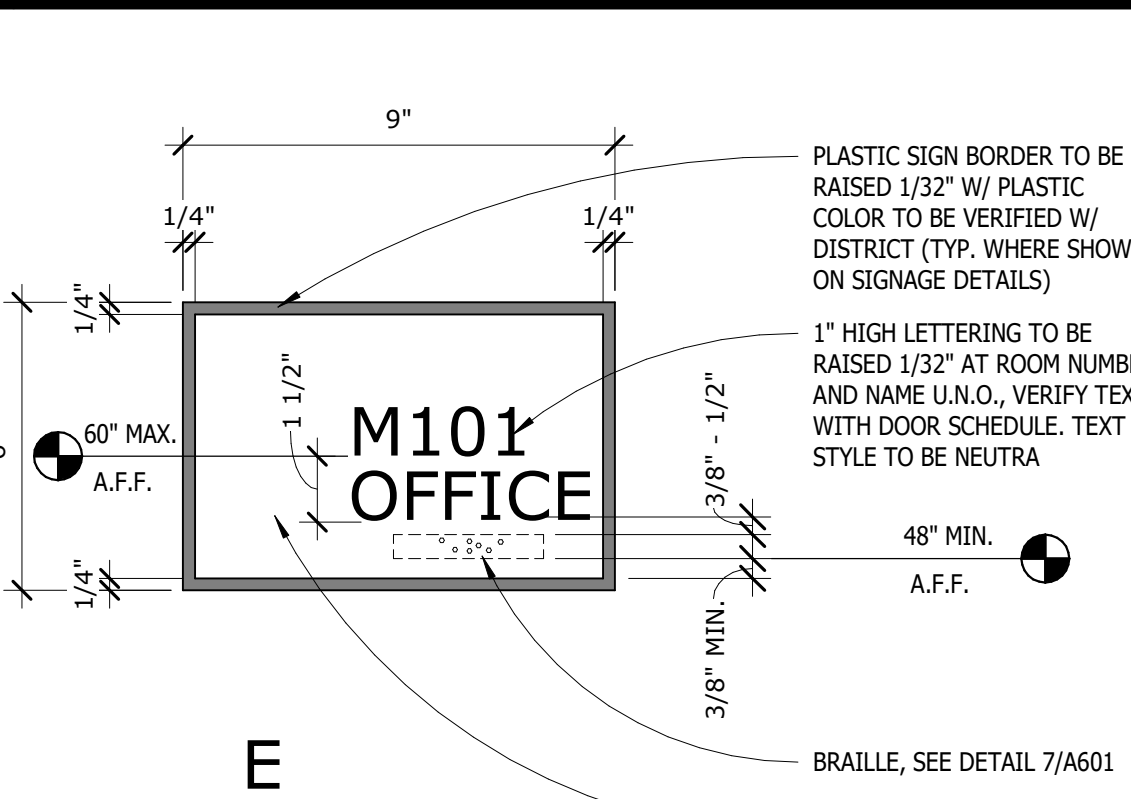 9"
1/4"
1/4"
PLASTIC SIGN BORDER TO BE
RAISED 1/32" W/ PLASTIC
COLOR TO BE VERIFIED W/
DISTRICT (TYP. WHERE SHOW
ON SIGNAGE DETAILS)
1/4"
1" HIGH LETTERING TO BE
RAISED 1/32" AT ROOM NUMB
AND NAME U.N.O., VERIFY TEX
WITH DOOR SCHEDULE. TEXT
STYLE TO BE NEUTRA
1 1/2"
60" MAX.
A.F.F.
M101
OFFICE
3/8" - 1/2"
48" MIN.
A.F.F.
1/4"
3/8" MIN.
E
BRAILLE, SEE DETAIL 7/A601